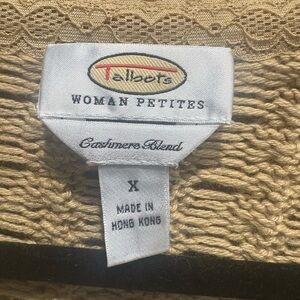 Talbots
WOMAN PETITES
Cashmere Blend
X
MADE IN
HONG KONG